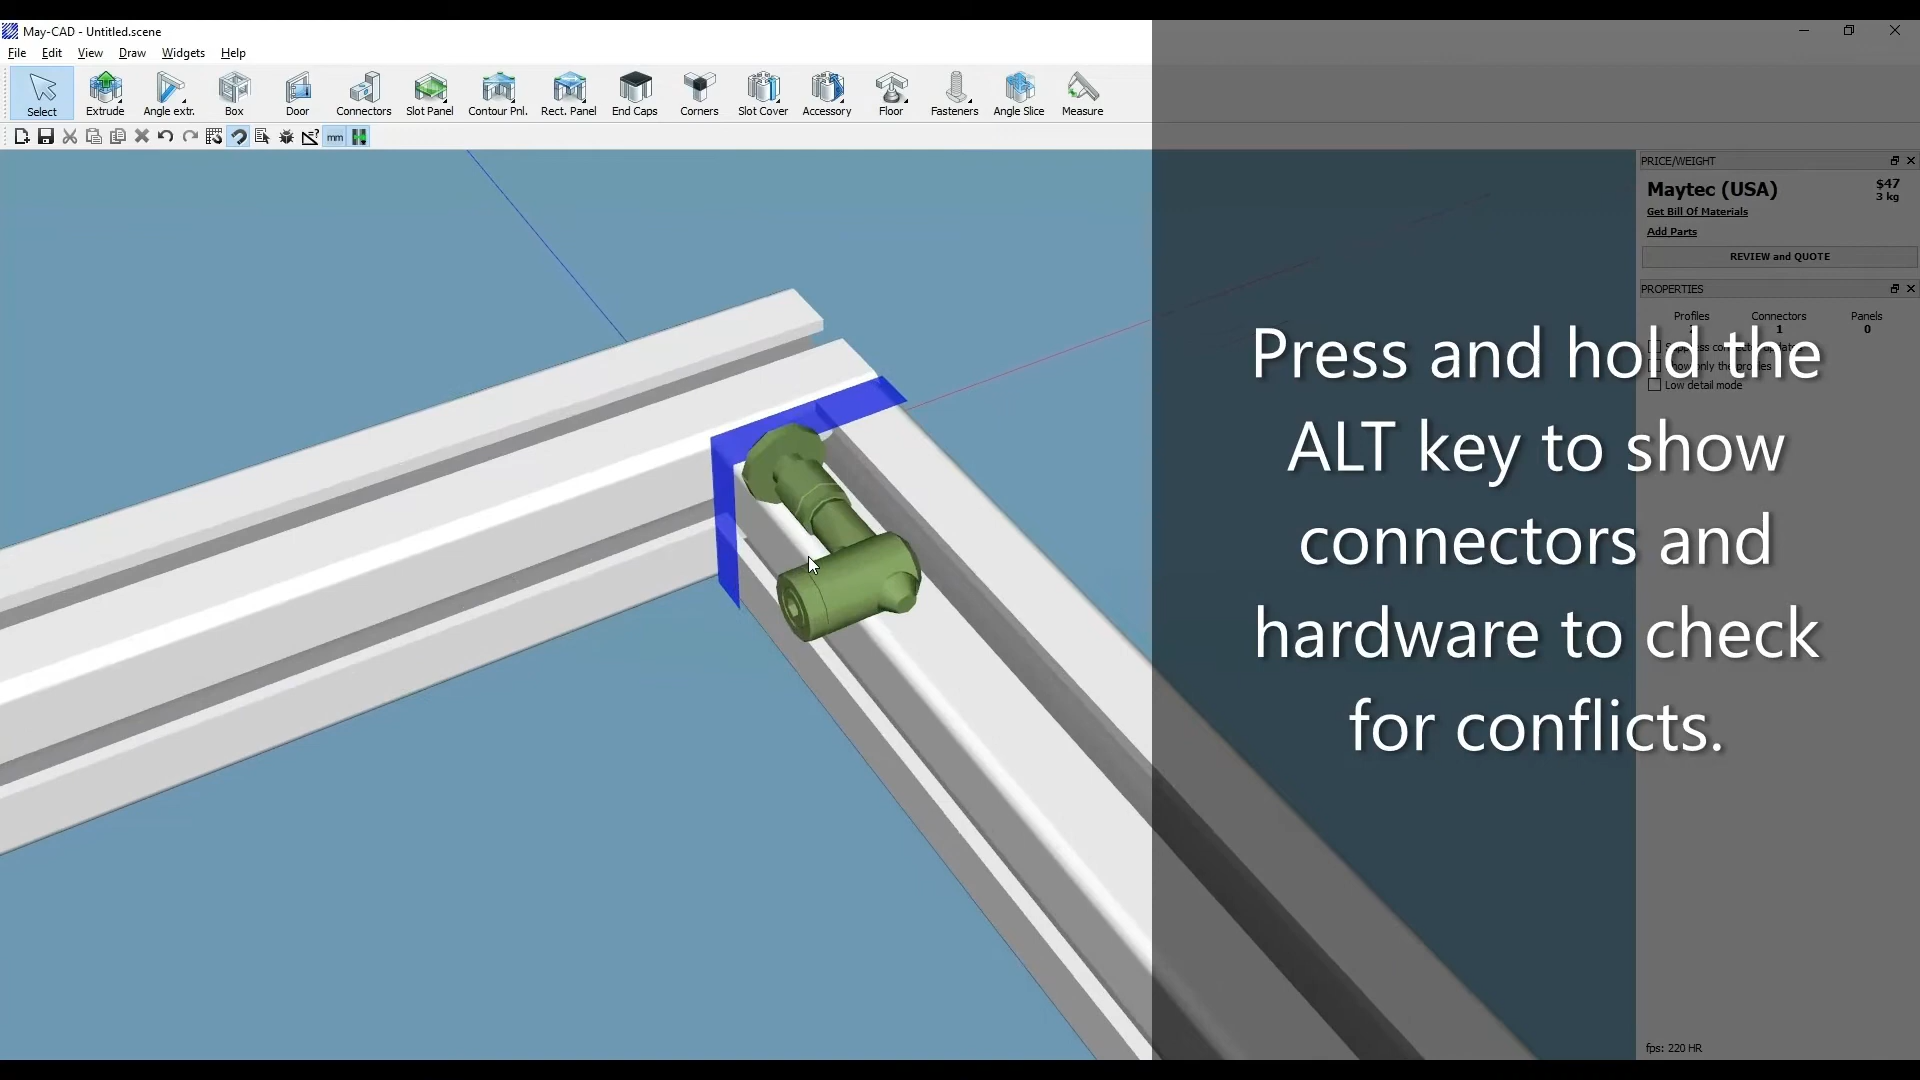 May-CAD - Untitled.scene
File Edit View Draw Widgets Help
Select Extrude Angle extr. Box Door Connectors Slot Panel Contour Pnl. Rect. Panel End Caps Corners Slot Cover Accessory Floor Fasteners Angle Slice Measure
mm
PRICE/WEIGHT
Maytec (USA) $47
3 kg
Get Bill Of Materials
Add Parts
REVIEW and QUOTE
PROPERTIES
Profiles Connectors Panels
1 0
Low detail mode
Press and hold the
ALT key to show
connectors and
hardware to check
for conflicts.
fps: 220 HR